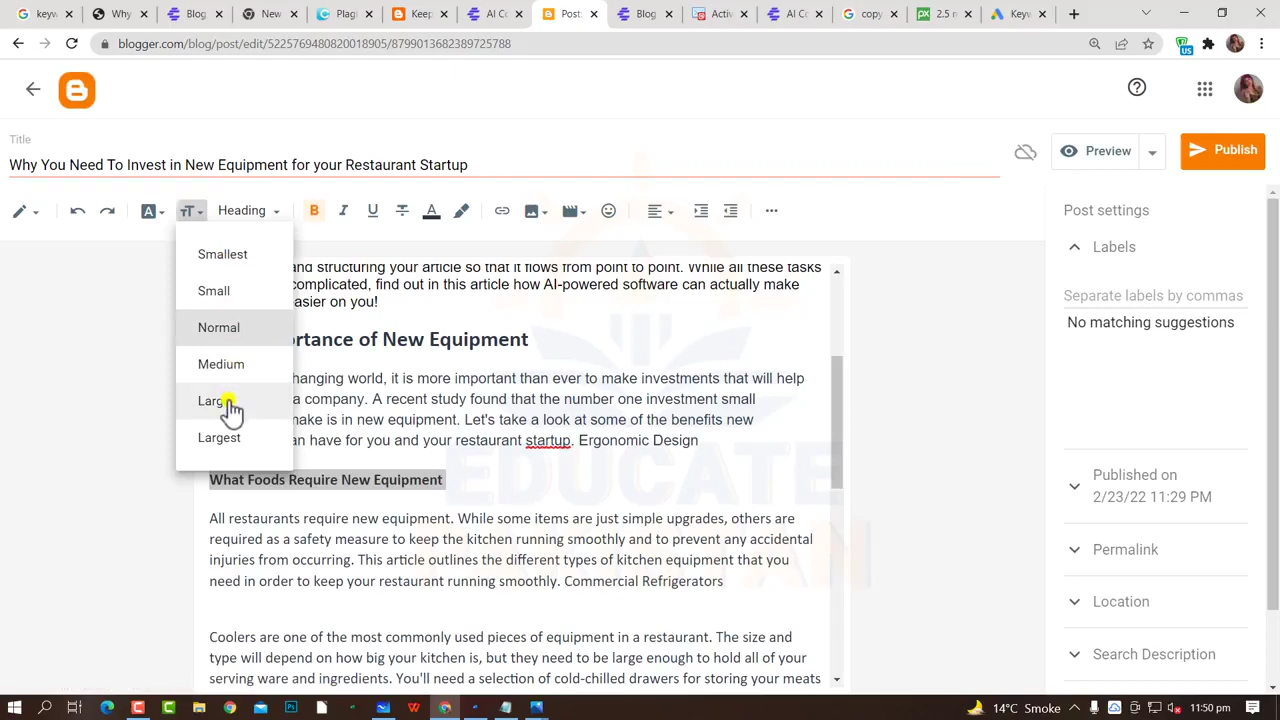 keyw
Why
Blog
New
Plag
Keep
AI Co
Post:
Blog
Activ
AI Co
copy
2.5 n
Keyw
blogger.com/blog/post/edit/5225769480820018905/8799013682389725788
US
Title
Why You Need To Invest in New Equipment for your Restaurant Startup
Preview
Publish
Heading
Smallest
Small
Normal
Medium
Largest
and structuring your article so that it flows from point to point. While all these tasks
complicated, find out in this article how AI-powered software can actually make
easier on you!
ortance of New Equipment
hanging world, it is more important than ever to make investments that will help
a company. A recent study found that the number one investment small
make is in new equipment. Let's take a look at some of the benefits new
an have for you and your restaurant startup. Ergonomic Design
What Foods Require New Equipment
All restaurants require new equipment. While some items are just simple upgrades, others are
required as a safety measure to keep the kitchen running smoothly and to prevent any accidental
injuries from occurring. This article outlines the different types of kitchen equipment that you
need in order to keep your restaurant running smoothly. Commercial Refrigerators
Coolers are one of the most commonly used pieces of equipment in a restaurant. The size and
type will depend on how big your kitchen is, but they need to be large enough to hold all of your
serving ware and ingredients. You'll need a selection of cold-chilled drawers for storing your meats
EDUCATE
Post settings
Labels
Separate labels by commas
No matching suggestions
Published on
2/23/22 11:29 PM
Permalink
Location
Search Description
14°C Smoke
11:50 pm